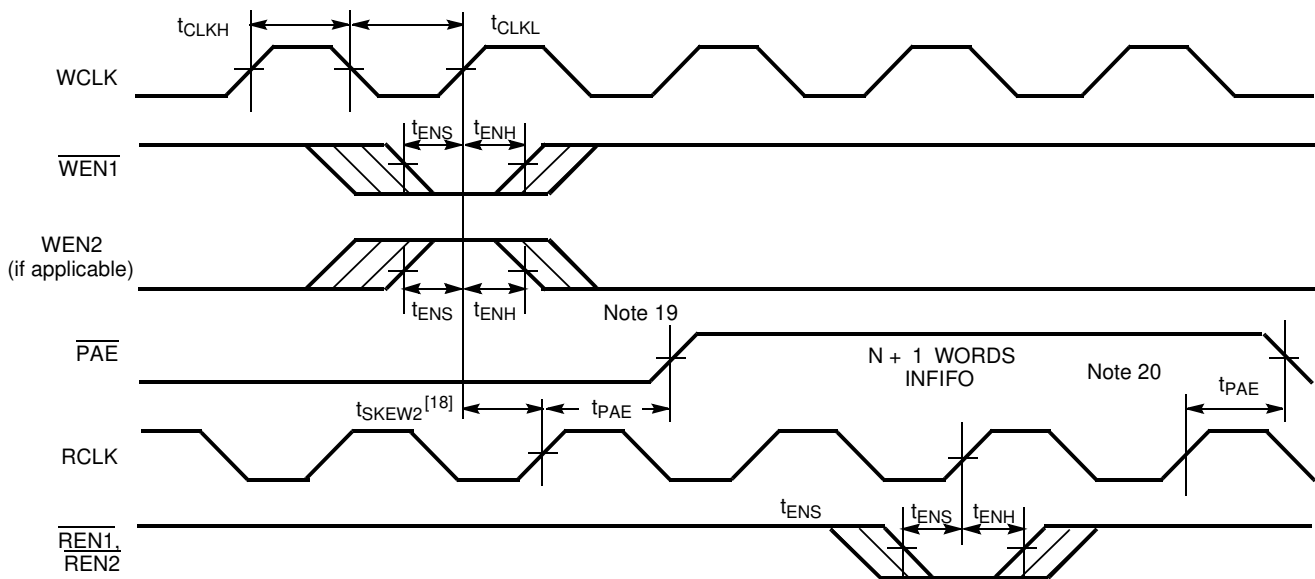 tCLKH
tCLKL
WCLK
tENS
tENH
WEN1
WEN2
(if applicable)
tENS
tENH
Note 19
PAE
N + 1 WORDS
INFIFO
Note 20
tPAE
tSKEW2[18]
tPAE
RCLK
tENS
tENS
tENH
REN1,
REN2